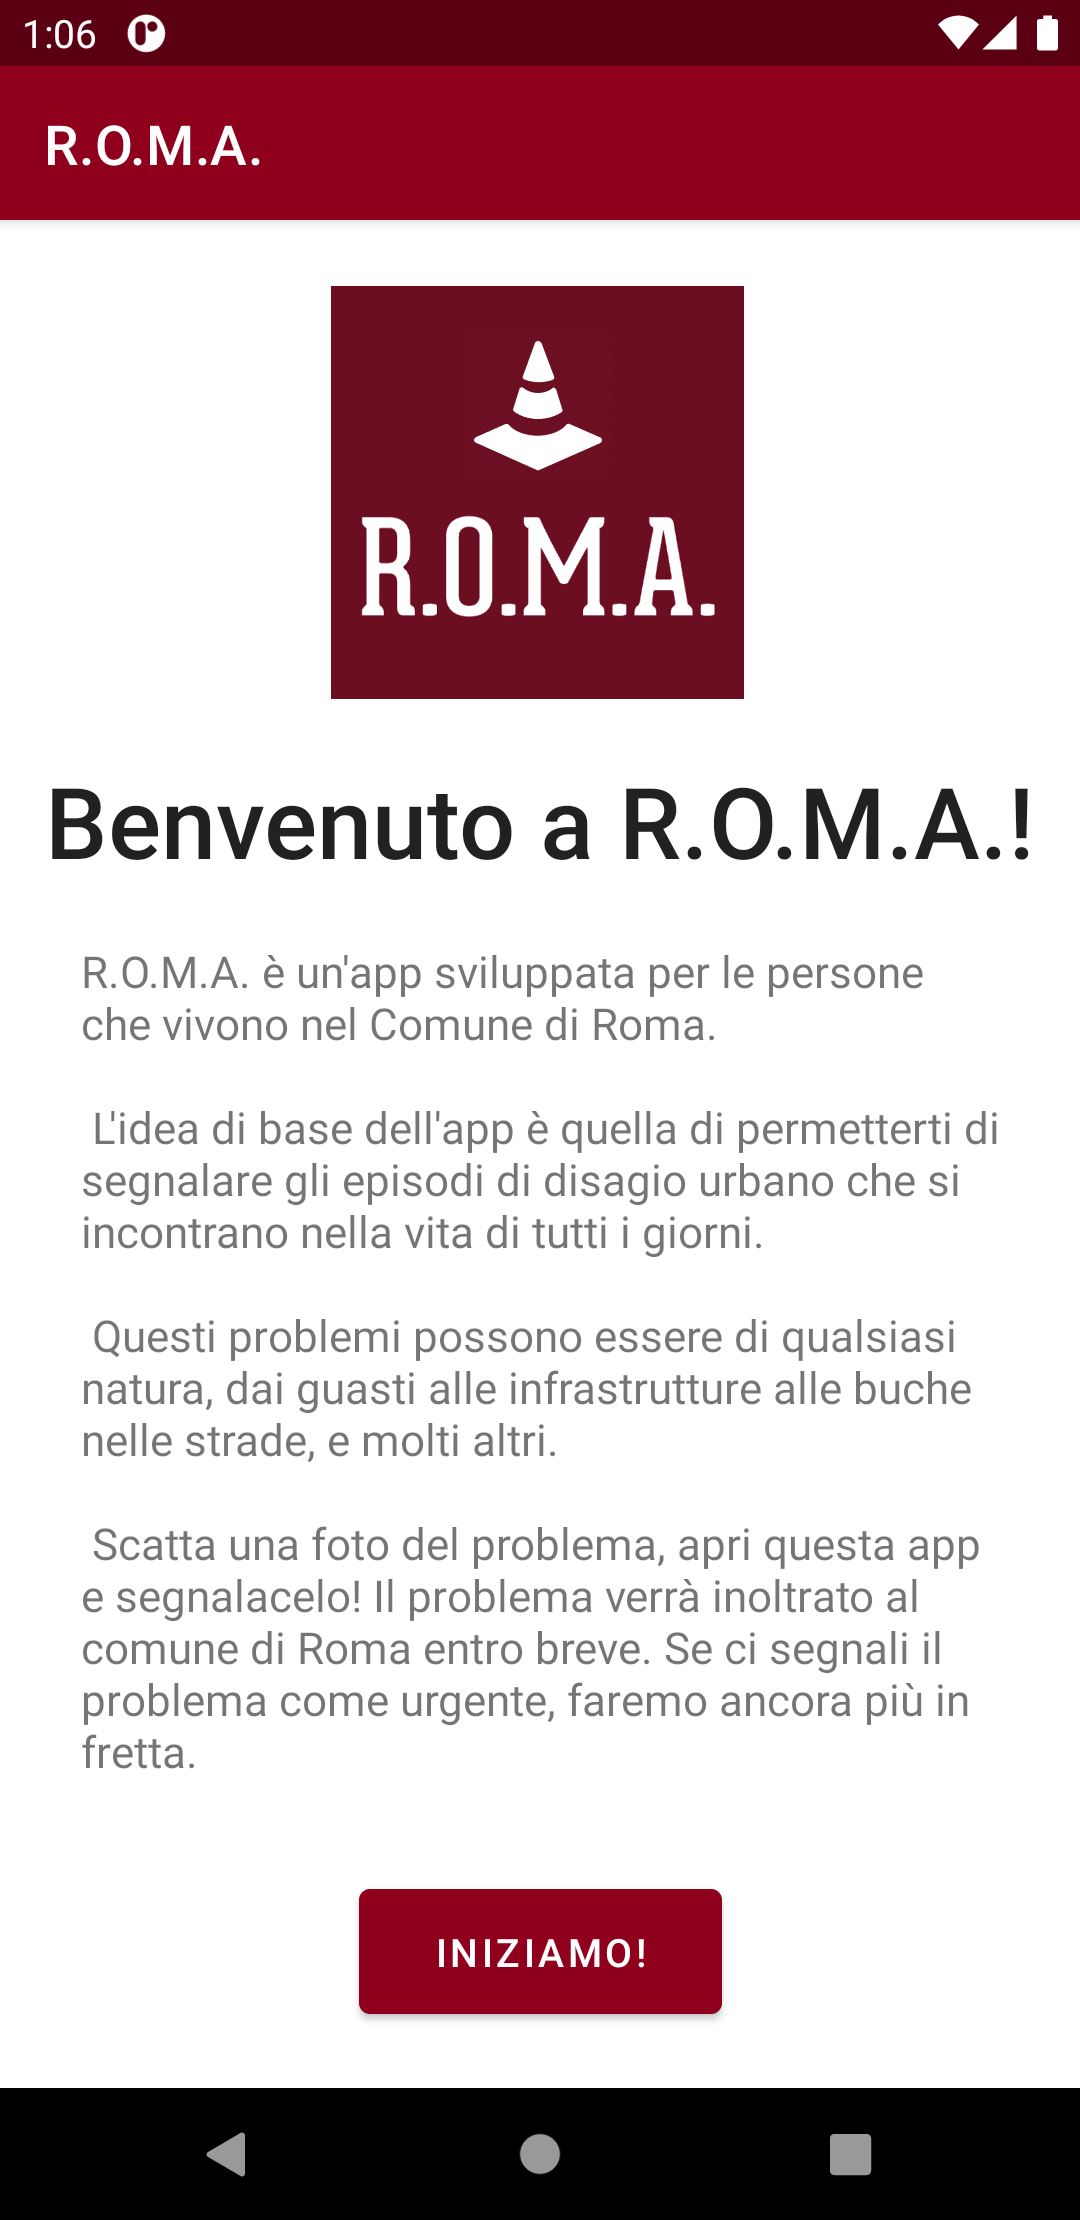 1:06
R.O.M.A.
R.O.M.A.
Benvenuto a R.O.M.A.!
R.O.M.A. è un'app sviluppata per le persone
che vivono nel Comune di Roma.
L'idea di base dell'app è quella di permetterti di
segnalare gli episodi di disagio urbano che si
incontrano nella vita di tutti i giorni.
Questi problemi possono essere di qualsiasi
natura, dai guasti alle infrastrutture alle buche
nelle strade, e molti altri.
Scatta una foto del problema, apri questa app
e segnalacelo! Il problema verrà inoltrato al
comune di Roma entro breve. Se ci segnali il
problema come urgente, faremo ancora più in
fretta.
INIZIAMO!